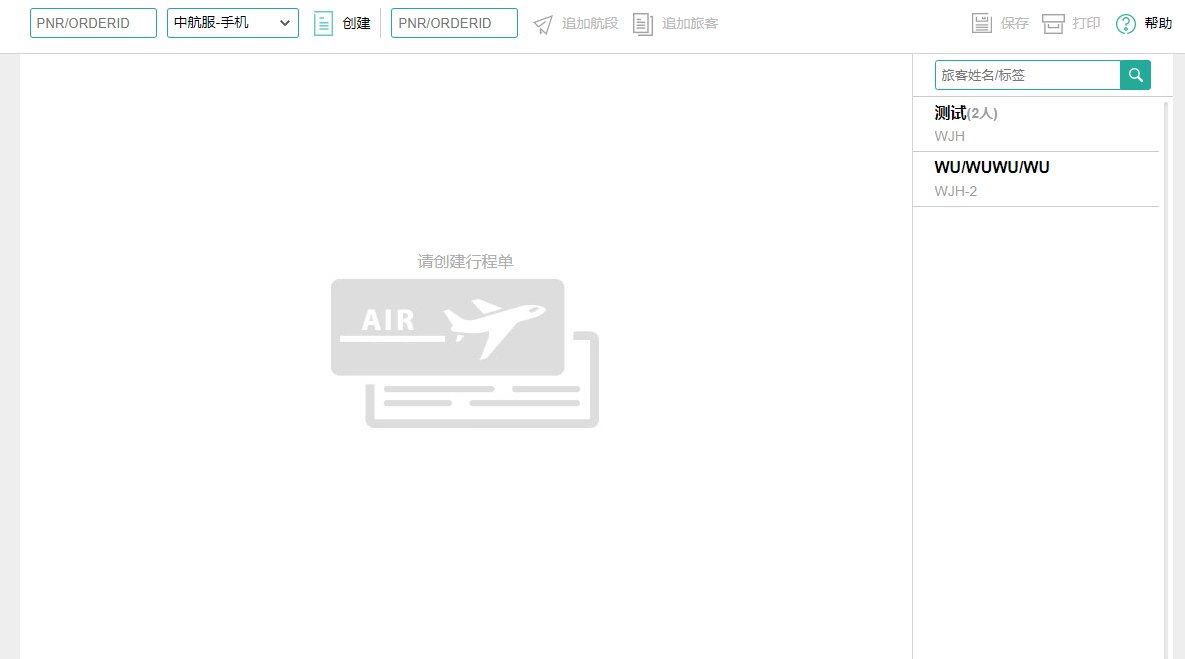 PNR/ORDERID 中航服-手机 创建 PNR/ORDERID 追加航段 追加旅客 保存 打印 帮助
旅客姓名/标签
测试(2人)
WJH
WU/WUWU/WU
WJH-2
请创建行程单
AIR